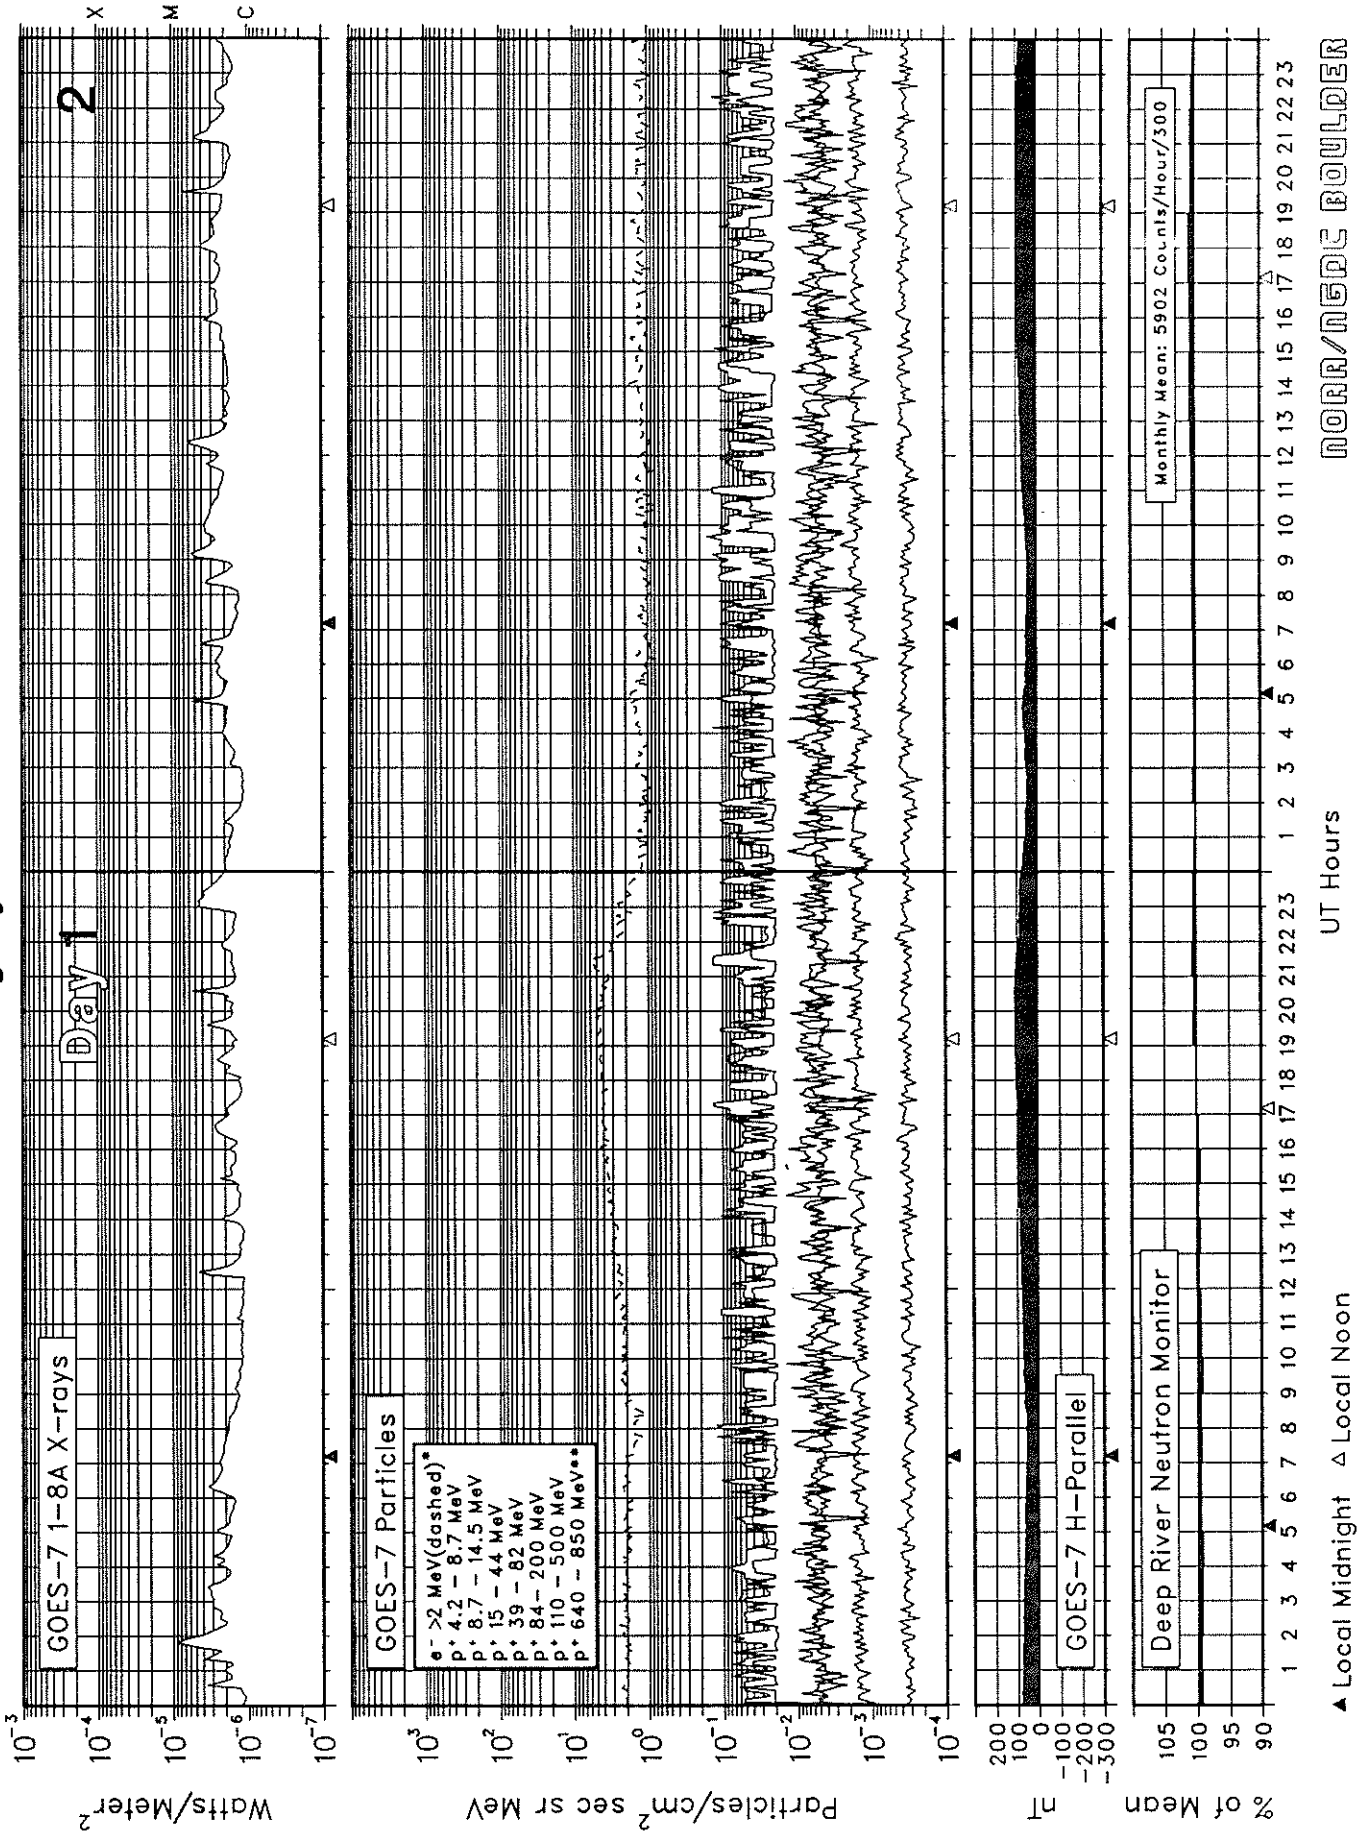 Day 1
2
GOES-7 1-8A X-rays
X
M
C
10⁻³
10⁻⁴
10⁻⁵
10⁻⁶
10⁻⁷
Watts/Meter²
GOES-7 Particles
e⁻ >2 MeV(dashed)*
p⁺ 4.2 - 8.7 MeV
p⁺ 8.7 - 14.5 MeV
p⁺ 15 - 44 MeV
p⁺ 39 - 82 MeV
p⁺ 84 - 200 MeV
p⁺ 110 - 500 MeV
p⁺ 640 - 850 MeV**
10³
10²
10¹
10⁰
10⁻¹
10⁻²
10⁻³
10⁻⁴
Particles/cm² sec sr MeV
GOES-7 H-Parallel
200
100
0
-100
-200
-300
nT
Deep River Neutron Monitor
Monthly Mean: 5902 Counts/Hour/300
105
100
95
90
% of Mean
1 2 3 4 5 6 7 8 9 10 11 12 13 14 15 16 17 18 19 20 21 22 23 1 2 3 4 5 6 7 8 9 10 11 12 13 14 15 16 17 18 19 20 21 22 23
UT Hours
▲ Local Midnight △ Local Noon
NOAA/NGDC BOULDER